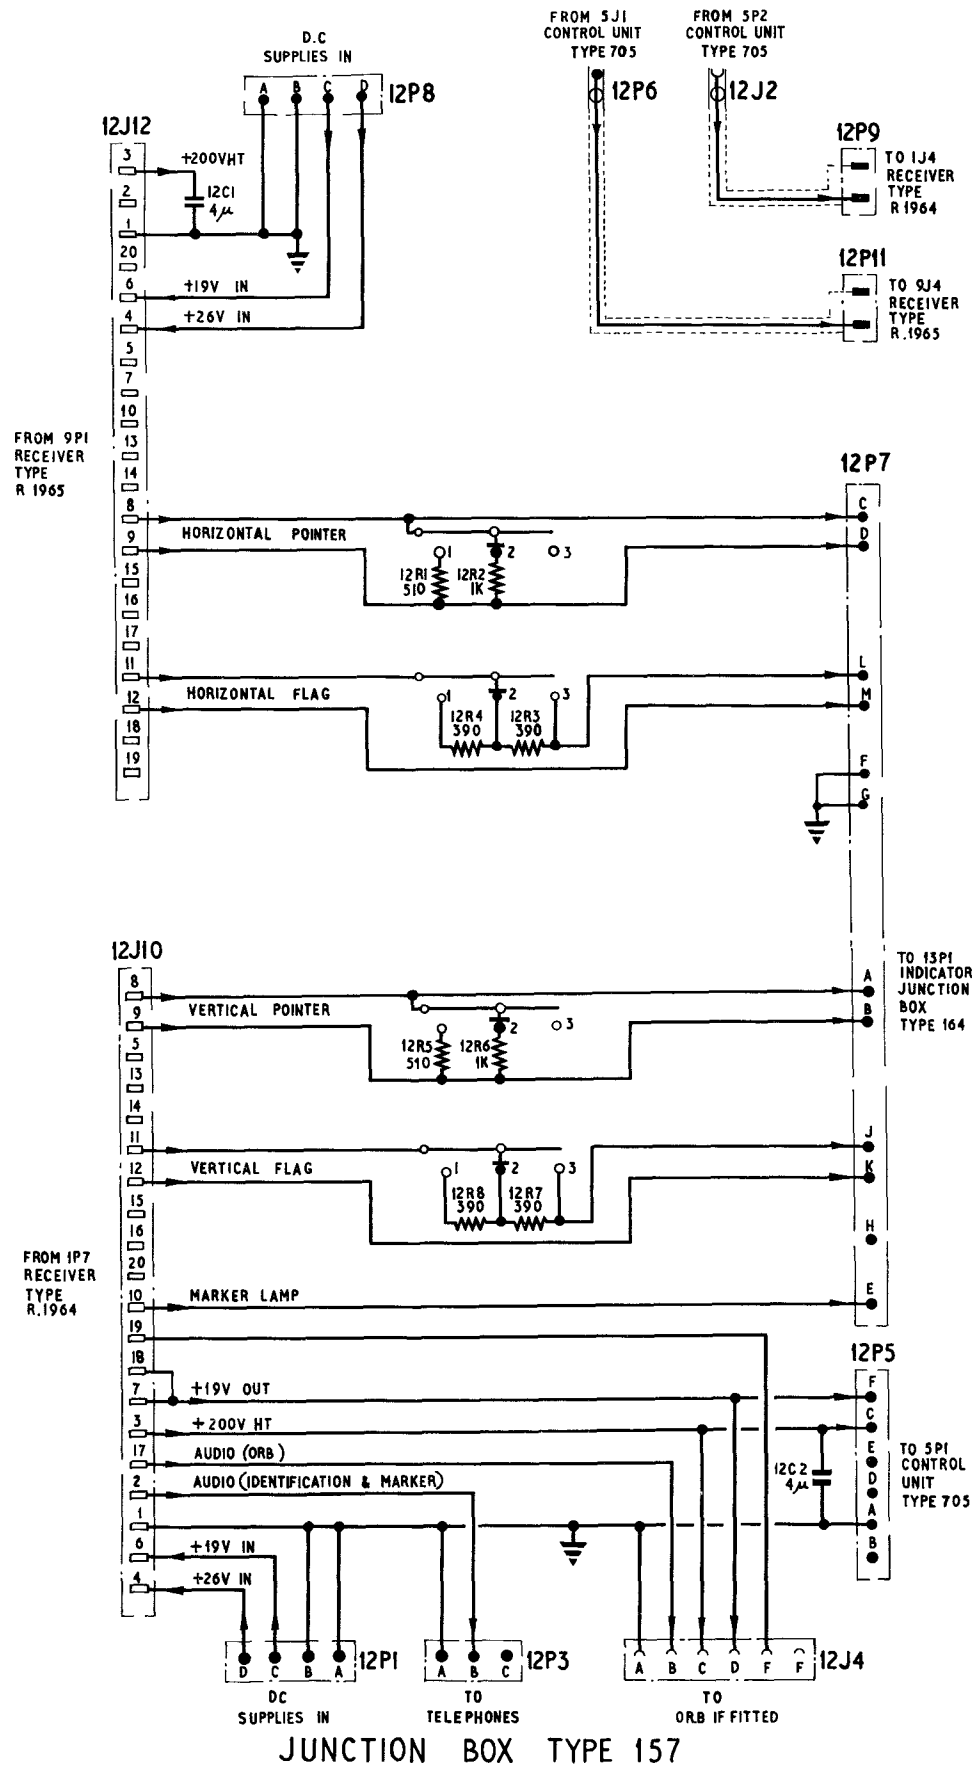 FROM 5J1
CONTROL UNIT
TYPE 705
FROM 5P2
CONTROL UNIT
TYPE 705
D.C
SUPPLIES IN
A B C D
12P8
12P6
12J2
12J12
12P9
TO 1J4
RECEIVER
TYPE
R 1964
3
+200VHT
2
12C1
4μ
1
20
12P11
TO 9J4
RECEIVER
TYPE
R.1965
6
+19V IN
4
+26V IN
5
7
10
13
14
FROM 9P1
RECEIVER
TYPE
R 1965
12P7
8
C
9
HORIZONTAL POINTER
D
1
2
3
12R1
510
12R2
1K
15
16
17
11
L
12
HORIZONTAL FLAG
M
1
2
3
12R4
390
12R3
390
18
19
F
G
12J10
8
A
TO 13P1
INDICATOR
JUNCTION
BOX
TYPE 164
9
VERTICAL POINTER
B
2
3
12R5
510
12R6
1K
5
13
14
11
J
12
VERTICAL FLAG
K
1
2
3
12R8
390
12R7
390
15
16
H
20
FROM 1P7
RECEIVER
TYPE
R.1964
10
MARKER LAMP
E
19
18
12P5
7
+19V OUT
F
3
+200V HT
C
17
AUDIO (ORB)
E
TO 5P1
CONTROL
UNIT
TYPE 705
12C2
4μ
2
AUDIO (IDENTIFICATION & MARKER)
D
1
A
6
+19V IN
B
4
+26V IN
D C B A
12P1
A B C
12P3
A B C D F F
12J4
DC
SUPPLIES IN
TO
TELEPHONES
TO
ORB IF FITTED
JUNCTION BOX TYPE 157